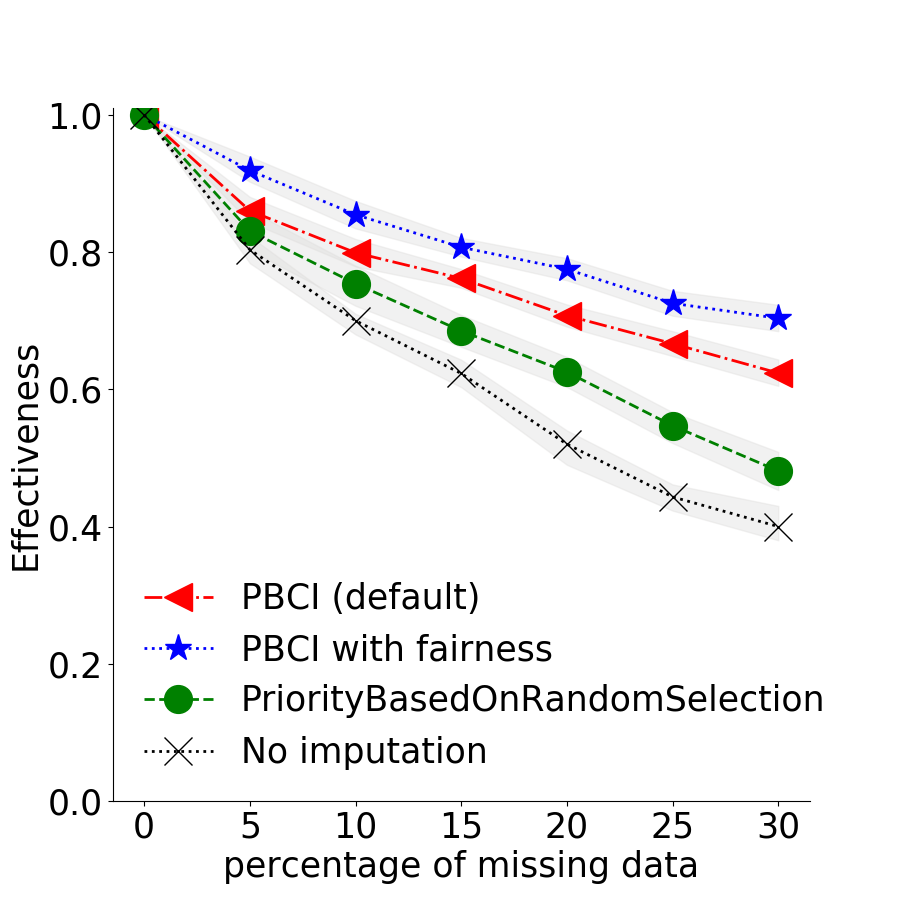 1.0
0.8
0.6
0.4
0.2
0.0
Effectiveness
PBCI (default)
PBCI with fairness
PriorityBasedOnRandomSelection
No imputation
0 5 10 15 20 25 30
percentage of missing data